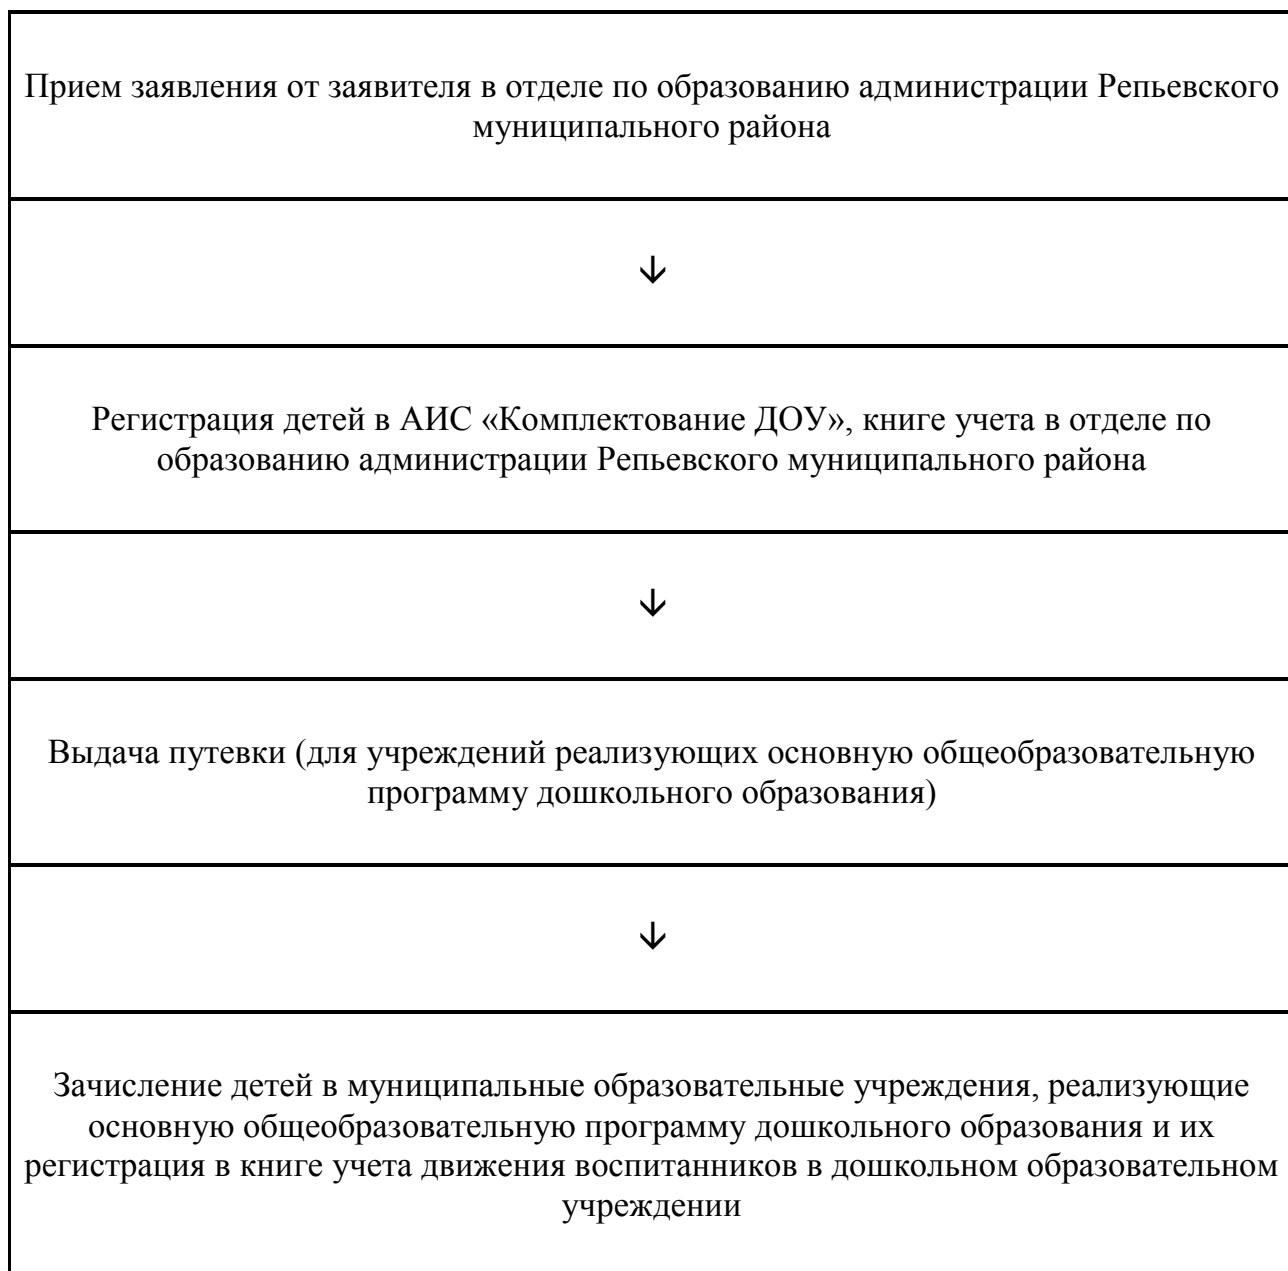 Прием заявления от заявителя в отделе по образованию администрации Репьевского
муниципального района
↓
Регистрация детей в АИС «Комплектование ДОУ», книге учета в отделе по
образованию администрации Репьевского муниципального района
↓
Выдача путевки (для учреждений реализующих основную общеобразовательную
программу дошкольного образования)
↓
Зачисление детей в муниципальные образовательные учреждения, реализующие
основную общеобразовательную программу дошкольного образования и их
регистрация в книге учета движения воспитанников в дошкольном образовательном
учреждении